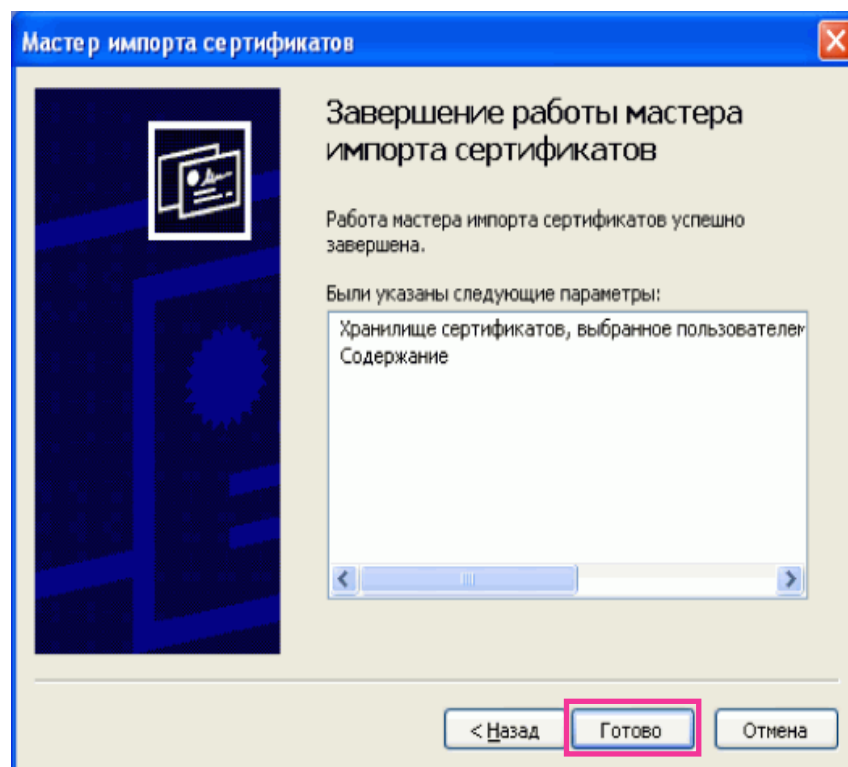 Мастер импорта сертификатов
Завершение работы мастера
импорта сертификатов
Работа мастера импорта сертификатов успешно
завершена.
Были указаны следующие параметры:
Хранилище сертификатов, выбранное пользователем
Содержание
< Назад
Готово
Отмена